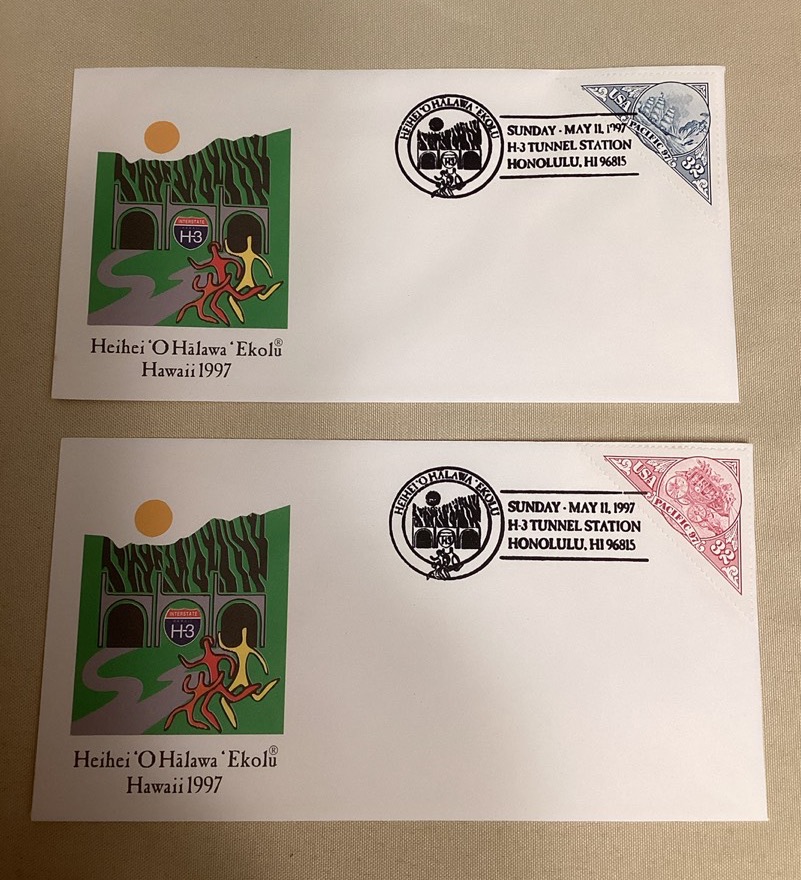 HEIHEI 'O HĀLAWA 'EKOLU
H-3
SUNDAY · MAY 11, 1997
H-3 TUNNEL STATION
HONOLULU, HI 96815
USA
PACIFIC 97
32
INTERSTATE
H-3
Heihei 'O Hālawa 'Ekolu®
Hawaii 1997
HEIHEI 'O HĀLAWA 'EKOLU
H-3
SUNDAY · MAY 11, 1997
H-3 TUNNEL STATION
HONOLULU, HI 96815
USA
PACIFIC 97
32
INTERSTATE
H-3
Heihei 'O Hālawa 'Ekolu®
Hawaii 1997